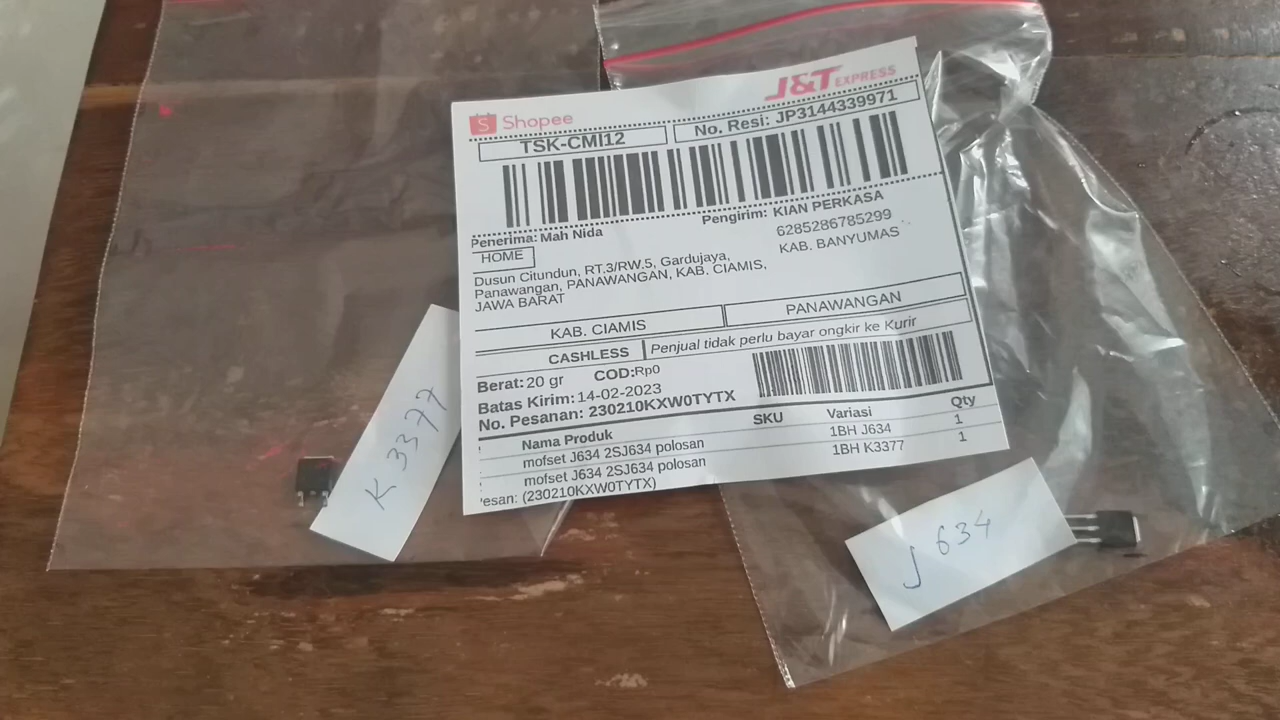 J&T EXPRESS
Shopee
TSK-CMI12
No. Resi: JP3144339971
Penerima: Mah Nida
Pengirim: KIAN PERKASA
6285286785299
KAB. BANYUMAS
HOME
Dusun Citundun, RT.3/RW.5, Gardujaya,
Panawangan, PANAWANGAN, KAB. CIAMIS,
JAWA BARAT
KAB. CIAMIS
PANAWANGAN
CASHLESS
Penjual tidak perlu bayar ongkir ke Kurir
Berat: 20 gr COD:Rp0
Batas Kirim: 14-02-2023
No. Pesanan: 230210KXW0TYTX
Nama Produk SKU Variasi Qty
mofset J634 2SJ634 polosan 1BH J634 1
mofset J634 2SJ634 polosan 1BH K3377 1
esan: (230210KXW0TYTX)
K 3377
J 634